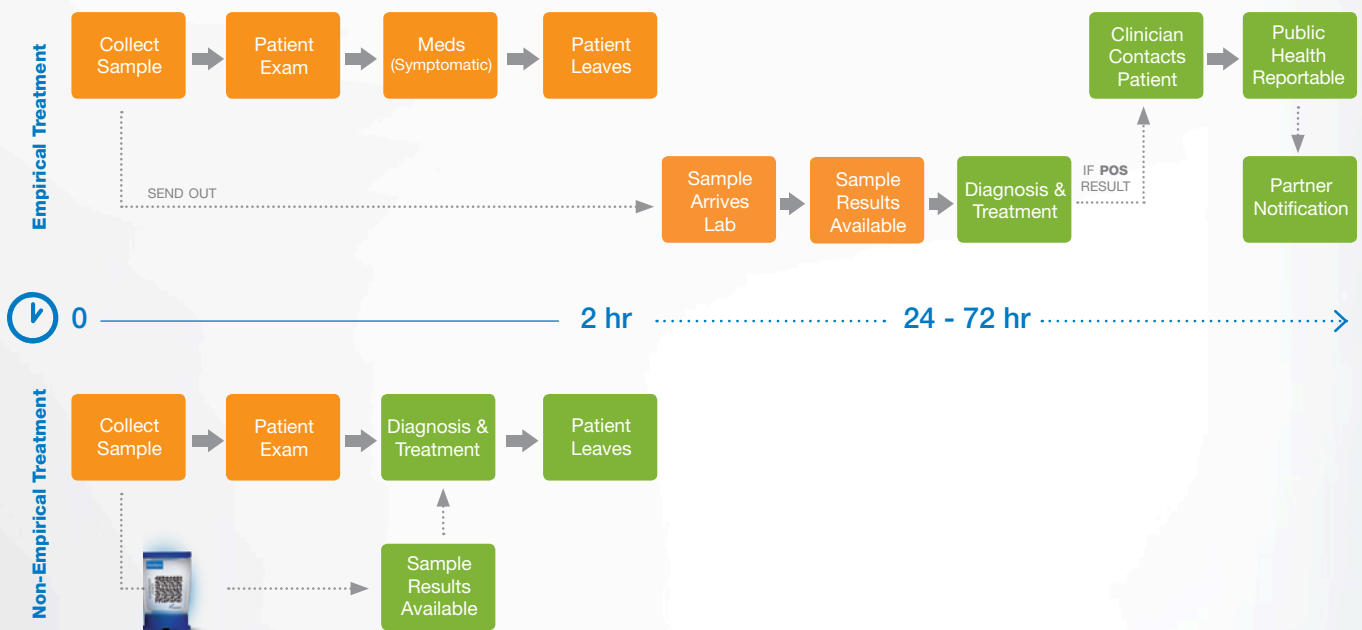 Empirical Treatment
Collect
Sample
Patient
Exam
Meds
(Symptomatic)
Patient
Leaves
Clinician
Contacts
Patient
Public
Health
Reportable
SEND OUT
Sample
Arrives
Lab
Sample
Results
Available
Diagnosis &
Treatment
IF POS
RESULT
Partner
Notification
0
2 hr
24 - 72 hr
Non-Empirical Treatment
Collect
Sample
Patient
Exam
Diagnosis &
Treatment
Patient
Leaves
Sample
Results
Available